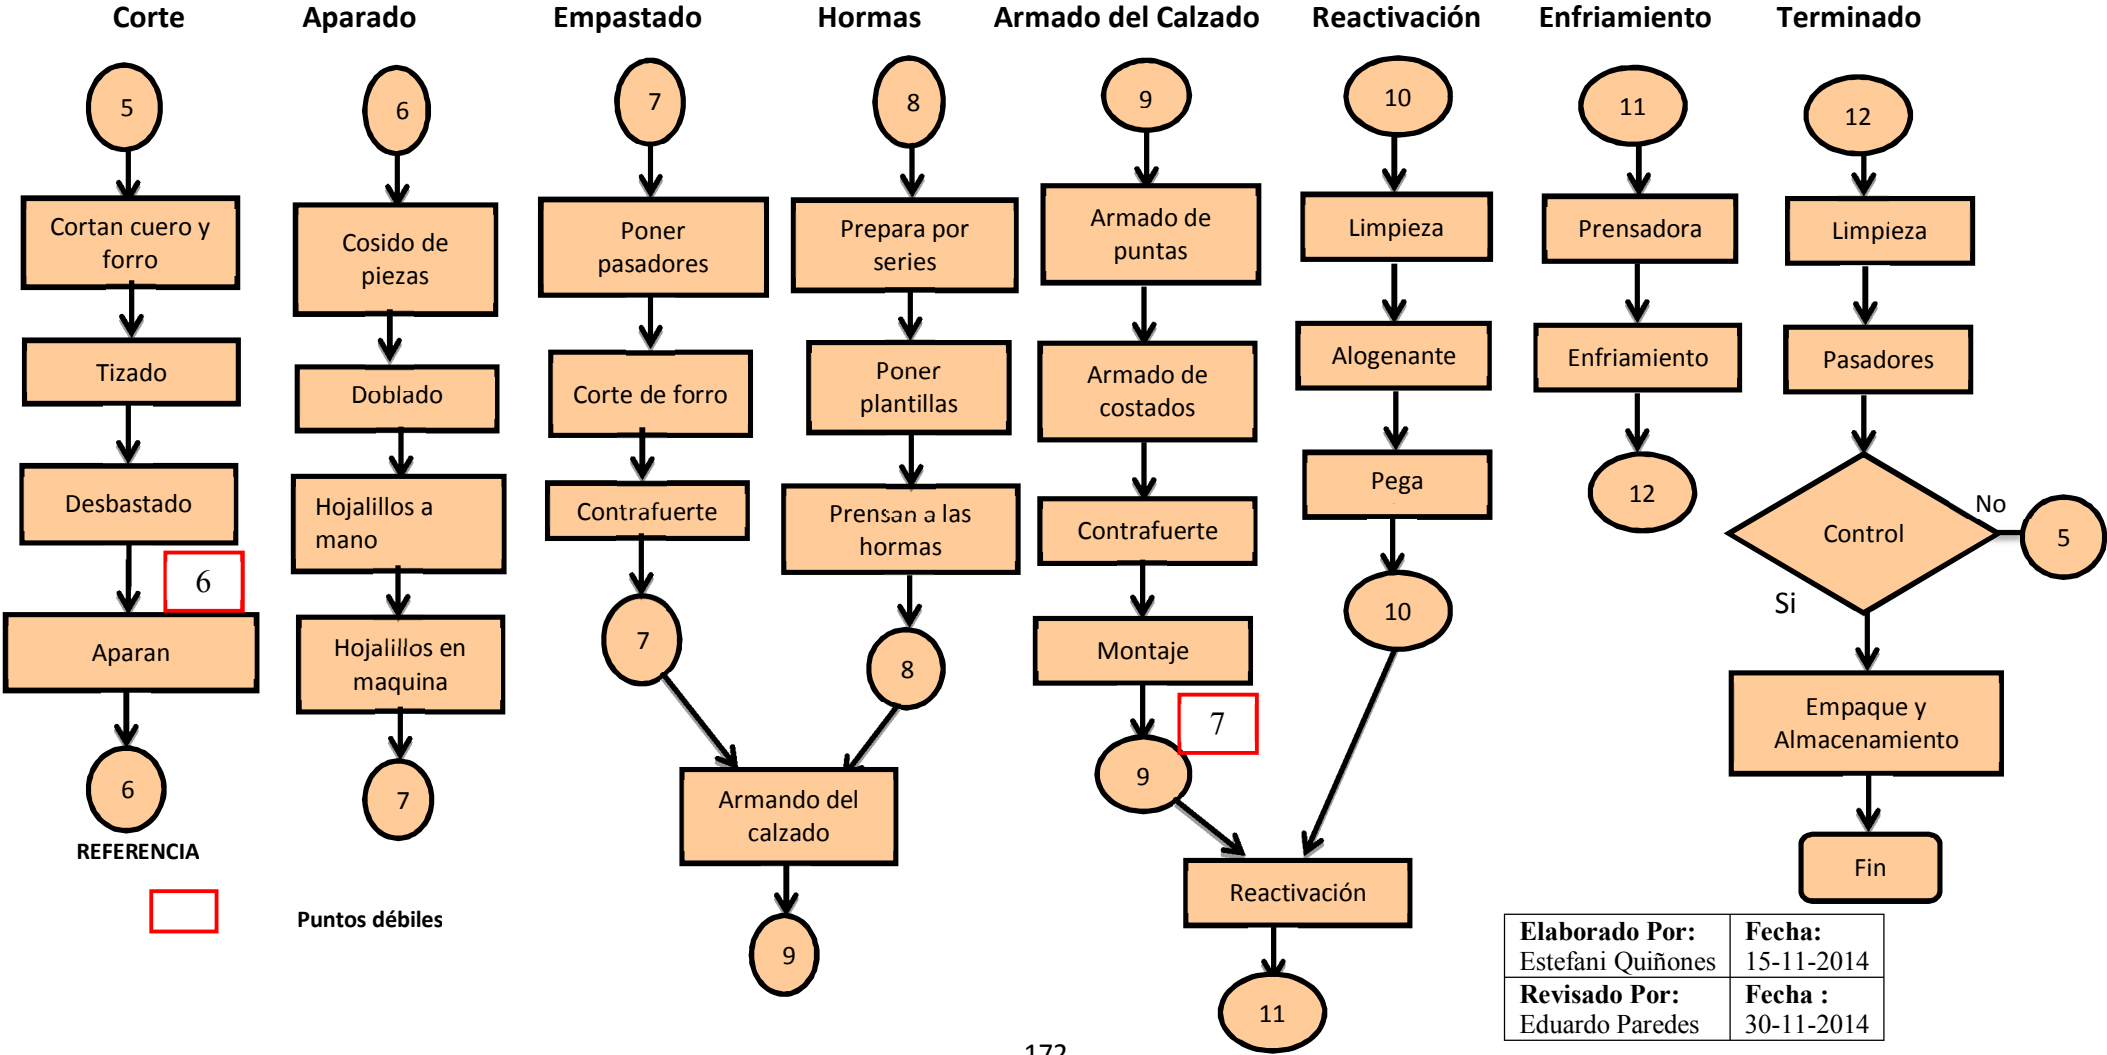 Corte
Aparado
Empastado
Hormas
Armado del Calzado
Reactivación
Enfriamiento
Terminado
5
Cortan cuero y
forro
Tizado
Desbastado
6
Aparan
6
6
Cosido de
piezas
Doblado
Hojalillos a
mano
Hojalillos en
maquina
7
7
Poner
pasadores
Corte de forro
Contrafuerte
7
8
Prepara por
series
Poner
plantillas
Prensan a las
hormas
8
Armando del
calzado
9
9
Armado de
puntas
Armado de
costados
Contrafuerte
Montaje
7
9
10
Limpieza
Alogenante
Pega
10
Reactivación
11
11
Prensadora
Enfriamiento
12
12
Limpieza
Pasadores
Control
No
5
Si
Empaque y
Almacenamiento
Fin
REFERENCIA
Puntos débiles
Elaborado Por:
Estefani Quiñones
Fecha:
15-11-2014
Revisado Por:
Eduardo Paredes
Fecha :
30-11-2014
172